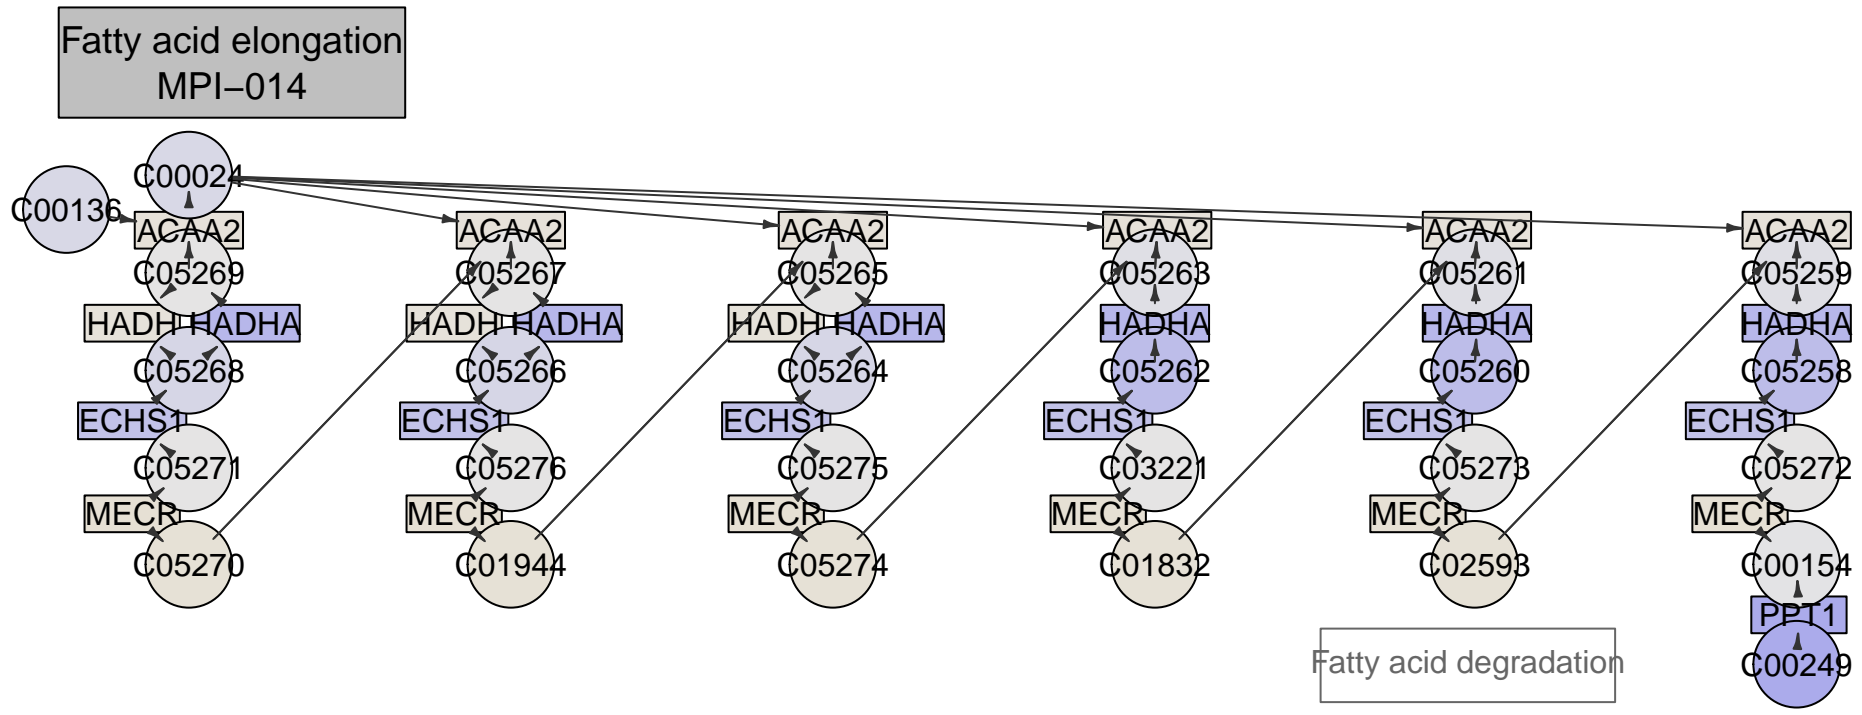 Fatty acid elongation
MPI−014
C00024
C00136
ACAA2 ACAA2 ACAA2 ACAA2 ACAA2 ACAA2
C05269 C05267 C05265 C05263 C05261 C05259
HADH HADHA HADH HADHA HADH HADHA HADHA HADHA HADHA
C05268 C05266 C05264 C05262 C05260 C05258
ECHS1 ECHS1 ECHS1 ECHS1 ECHS1 ECHS1
C05271 C05276 C05275 C03221 C05273 C05272
MECR MECR MECR MECR MECR MECR
C05270 C01944 C05274 C01832 C02593 C00154
PPT1
Fatty acid degradation C00249